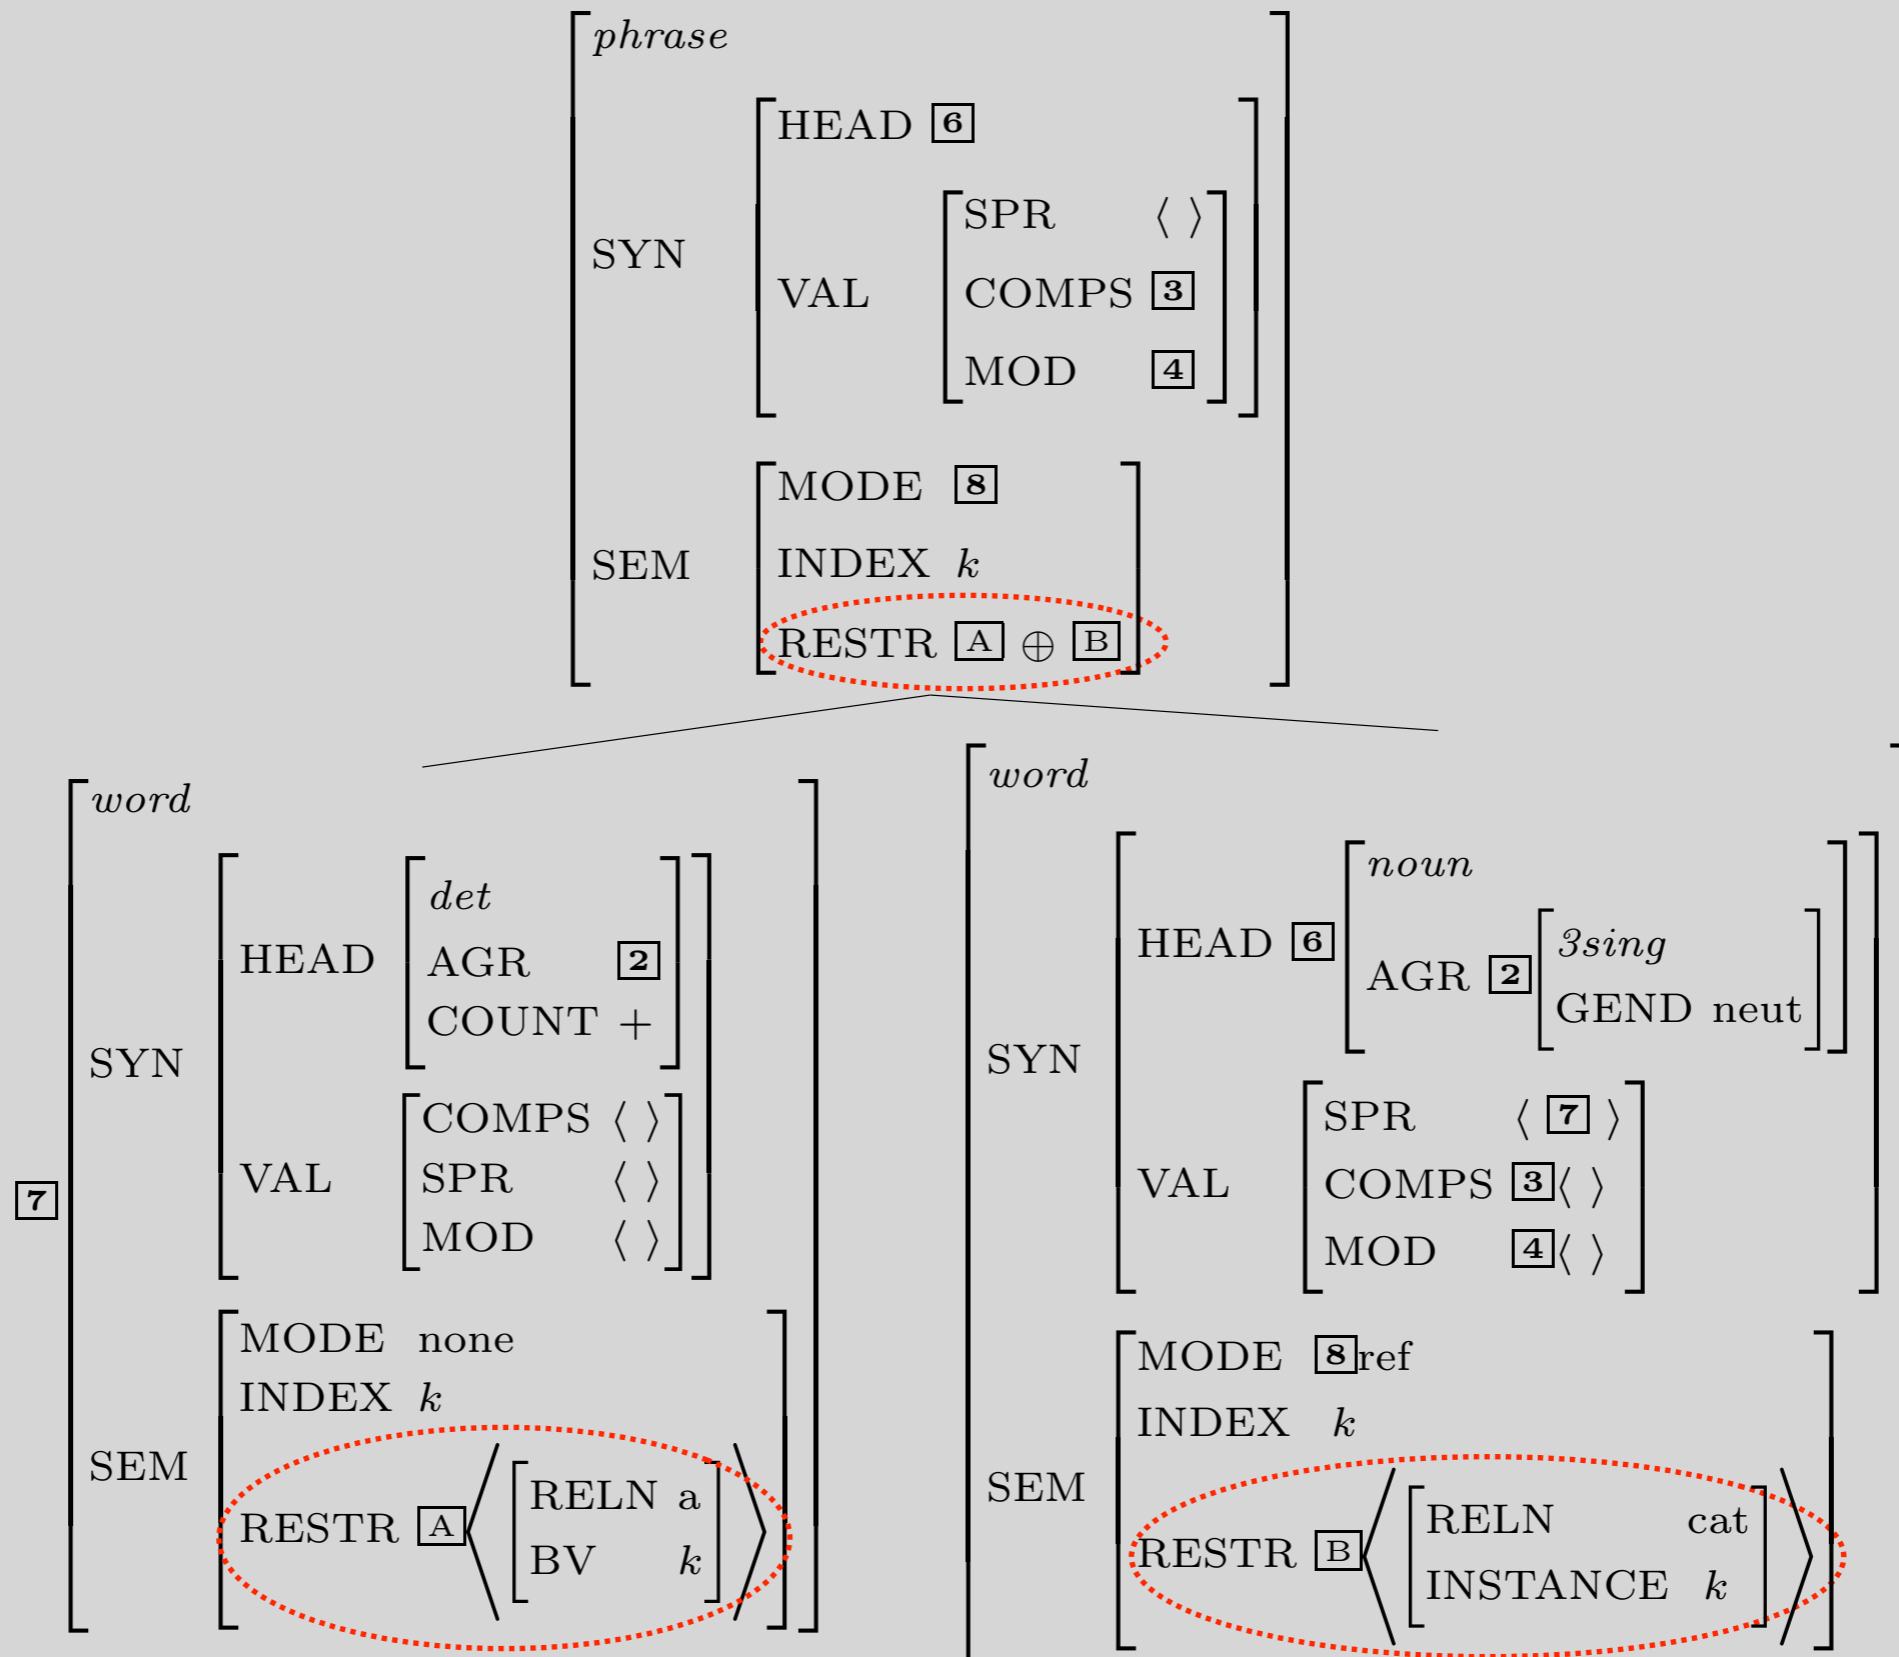 phrase
HEAD 6
SPR ⟨ ⟩
SYN
VAL COMPS 3
MOD 4
MODE 8
SEM INDEX k
RESTR A ⊕ B
word
det
HEAD AGR 2
COUNT +
SYN
COMPS ⟨ ⟩
VAL SPR ⟨ ⟩
7
MOD ⟨ ⟩
MODE none
INDEX k
SEM
RELN a
RESTR A
BV k
word
noun
HEAD 6
3sing
AGR 2
GEND neut
SYN
SPR ⟨ 7 ⟩
VAL COMPS 3⟨ ⟩
MOD 4⟨ ⟩
MODE 8ref
INDEX k
SEM
RELN cat
RESTR B
INSTANCE k